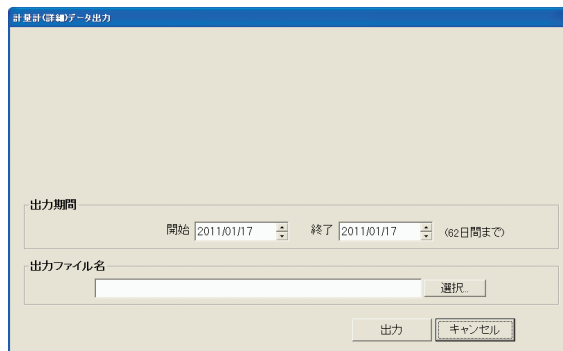 計量計(詳細)データ出力
出力期間
開始 2011/01/17 終了 2011/01/17 (62日間まで)
出力ファイル名
選択...
出力 キャンセル